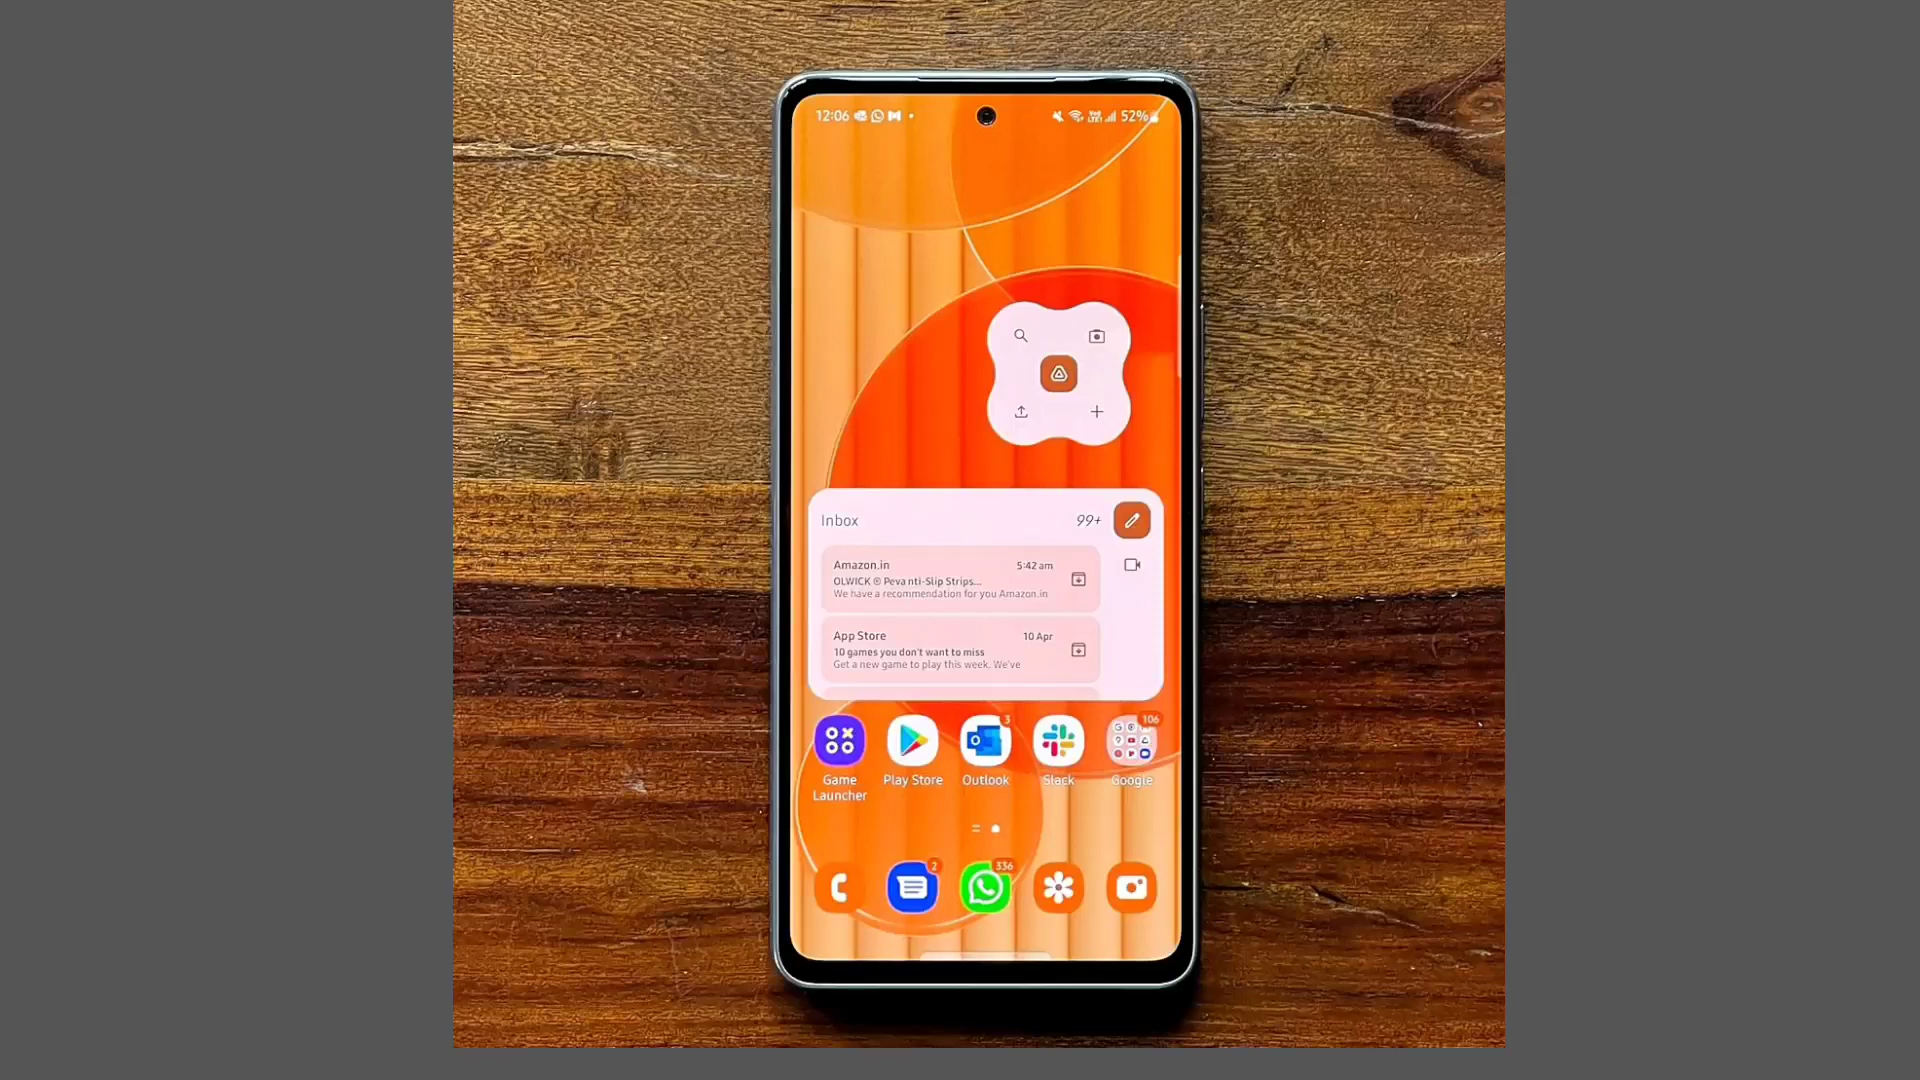 12:06
52%
Inbox 99+
Amazon.in 5:42 am
OLWICK ® Peva nti-Slip Strips...
We have a recommendation for you Amazon.in
App Store 10 Apr
10 games you don't want to miss
Get a new game to play this week. We've
3
106
Game Launcher
Play Store
Outlook
Slack
Google
2
336